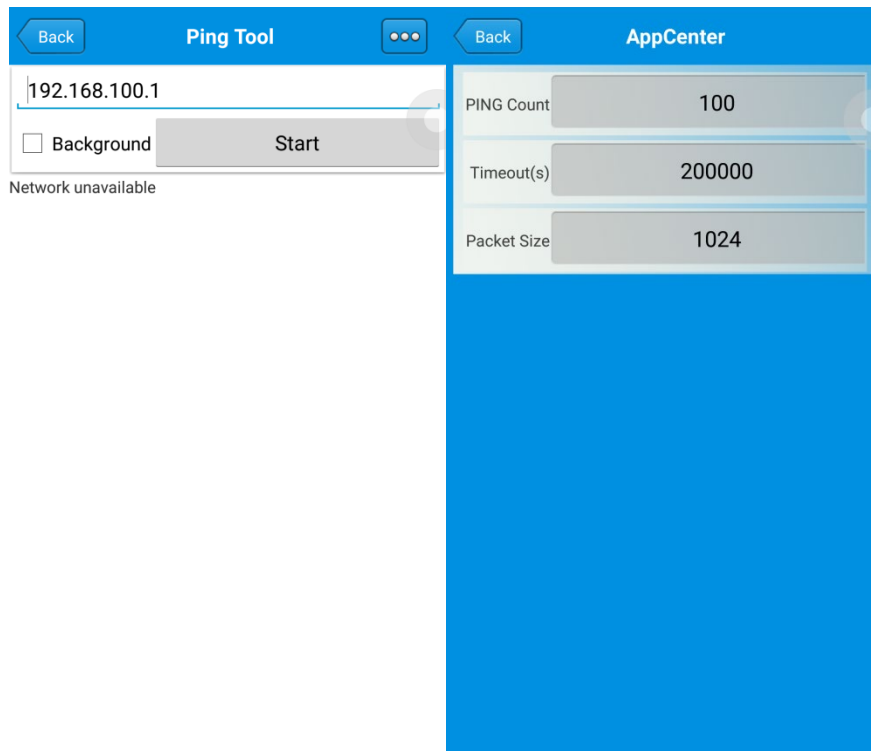 Back
Ping Tool
192.168.100.1
Background
Start
Network unavailable
Back
AppCenter
PING Count
100
Timeout(s)
200000
Packet Size
1024